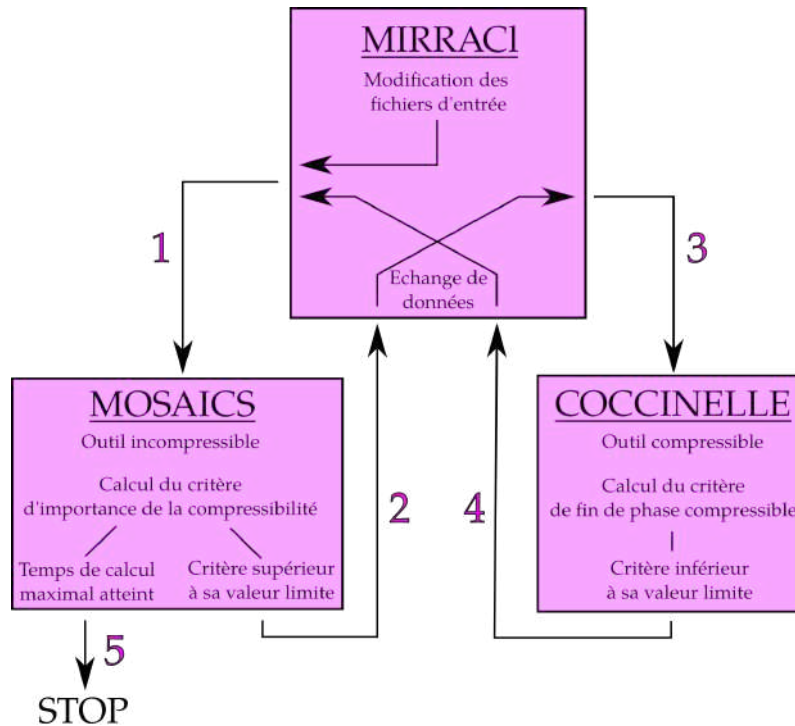 MIRRACl
Modification des
fichiers d'entrée
1
3
Echange de
données
MOSAICS
Outil incompressible
Calcul du critère
d'importance de la compressibilité
Temps de calcul
maximal atteint
Critère supérieur
à sa valeur limite
2
4
COCCINELLE
Outil compressible
Calcul du critère
de fin de phase compressible
Critère inférieur
à sa valeur limite
5
STOP